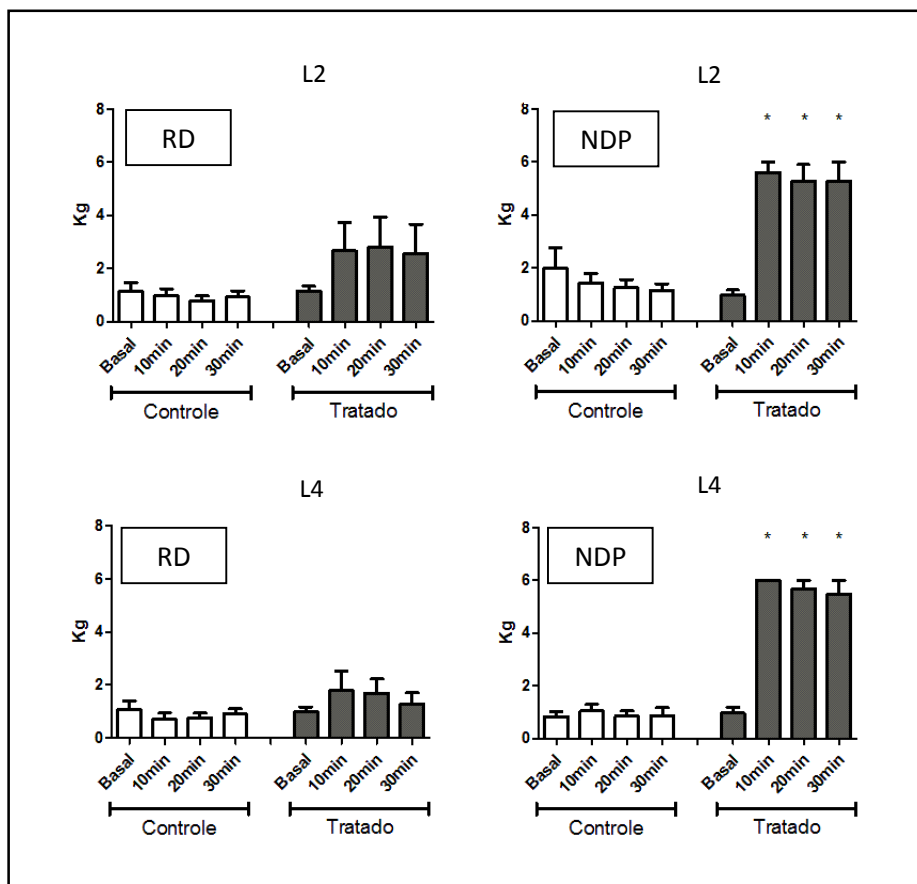 L2
8
6
4
2
0
Kg
RD
Basal
10min
20min
30min
Basal
10min
20min
30min
Controle
Tratado
L2
8
6
4
2
0
Kg
NDP
* * *
Basal
10min
20min
30min
Basal
10min
20min
30min
Controle
Tratado
L4
8
6
4
2
0
Kg
RD
Basal
10min
20min
30min
Basal
10min
20min
30min
Controle
Tratado
L4
8
6
4
2
0
Kg
NDP
* * *
Basal
10min
20min
30min
Basal
10min
20min
30min
Controle
Tratado